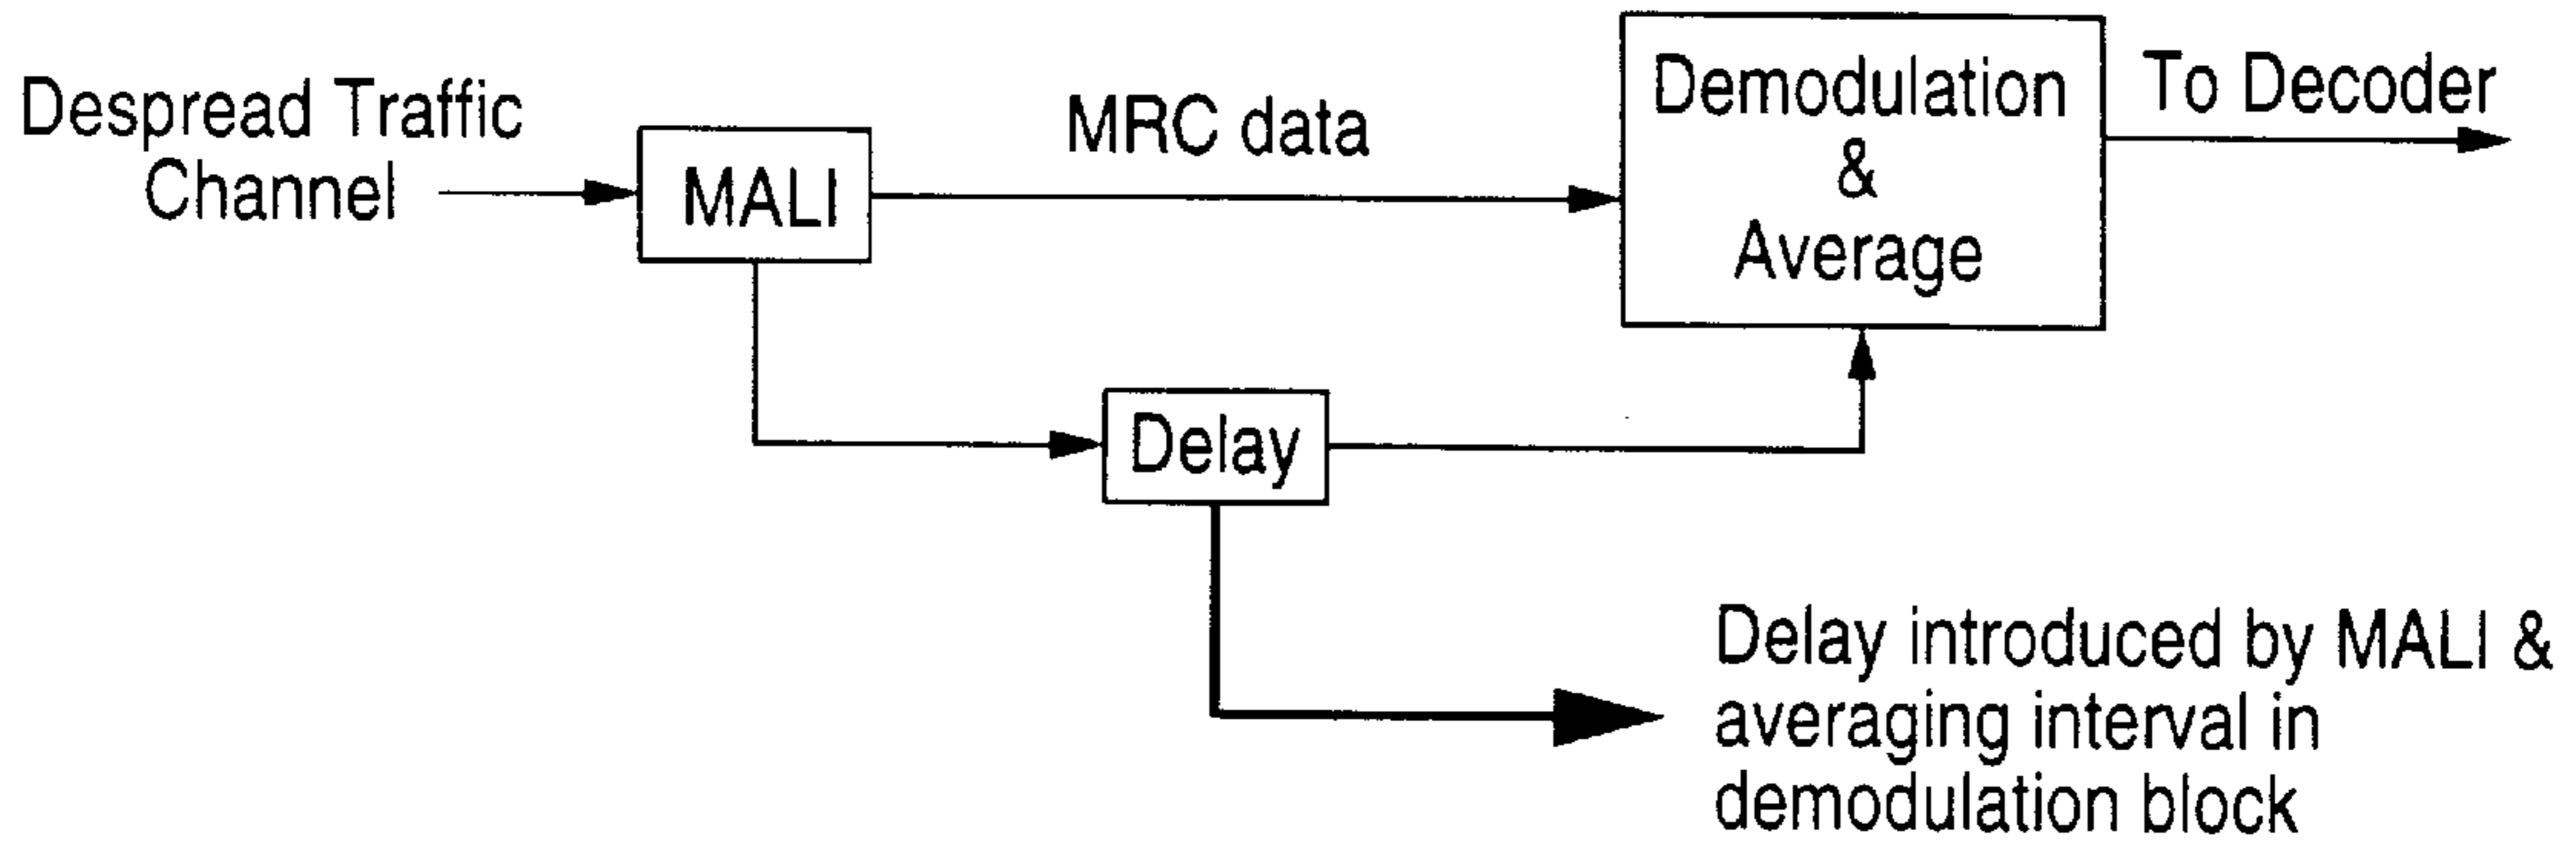 Despread Traffic
Channel
MALI
MRC data
Demodulation
&
Average
To Decoder
Delay
Delay introduced by MALI &
averaging interval in
demodulation block